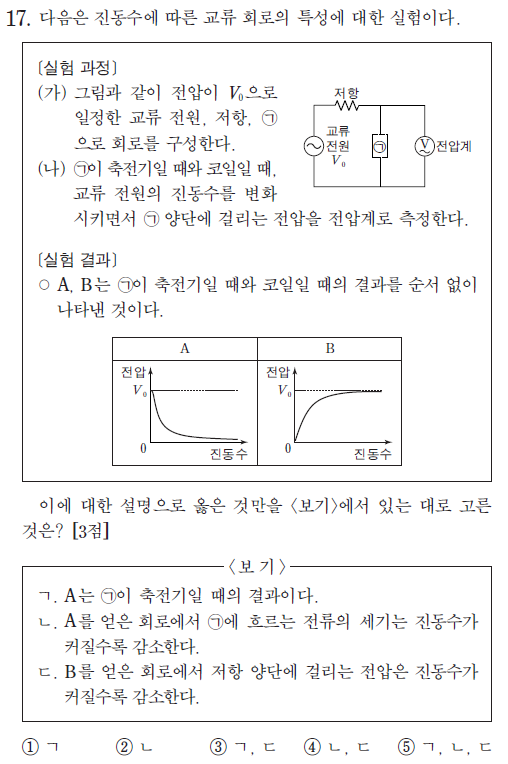 17. 다음은 진동수에 따른 교류 회로의 특성에 대한 실험이다.
〔실험 과정〕
(가) 그림과 같이 전압이 V₀으로
일정한 교류 전원, 저항, ㉠
으로 회로를 구성한다.
(나) ㉠이 축전기일 때와 코일일 때,
교류 전원의 진동수를 변화
시키면서 ㉠ 양단에 걸리는 전압을 전압계로 측정한다.
저항
교류
전원
V₀
㉠
V
전압계
〔실험 결과〕
○ A, B는 ㉠이 축전기일 때와 코일일 때의 결과를 순서 없이
나타낸 것이다.
A B
전압
V₀
0
진동수
전압
V₀
0
진동수
이에 대한 설명으로 옳은 것만을 〈보기〉에서 있는 대로 고른
것은? [3점]
〈보 기〉
ㄱ. A는 ㉠이 축전기일 때의 결과이다.
ㄴ. A를 얻은 회로에서 ㉠에 흐르는 전류의 세기는 진동수가
커질수록 감소한다.
ㄷ. B를 얻은 회로에서 저항 양단에 걸리는 전압은 진동수가
커질수록 감소한다.
① ㄱ ② ㄴ ③ ㄱ, ㄷ ④ ㄴ, ㄷ ⑤ ㄱ, ㄴ, ㄷ